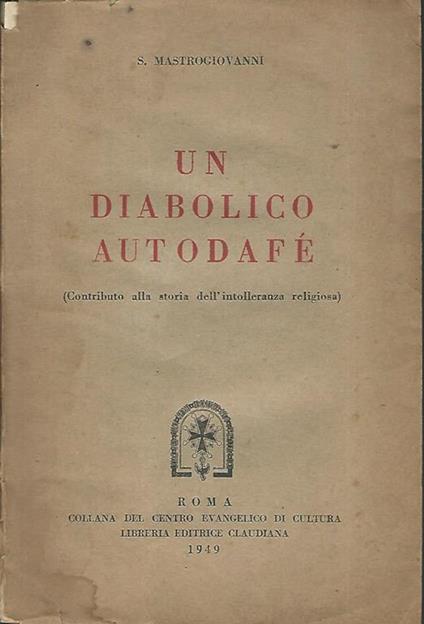 S. MASTROGIOVANNI
UN
DIABOLICO
AUTODAFÉ
(Contributo alla storia dell'intolleranza religiosa)
ROMA
COLLANA DEL CENTRO EVANGELICO DI CULTURA
LIBRERIA EDITRICE CLAUDIANA
1949